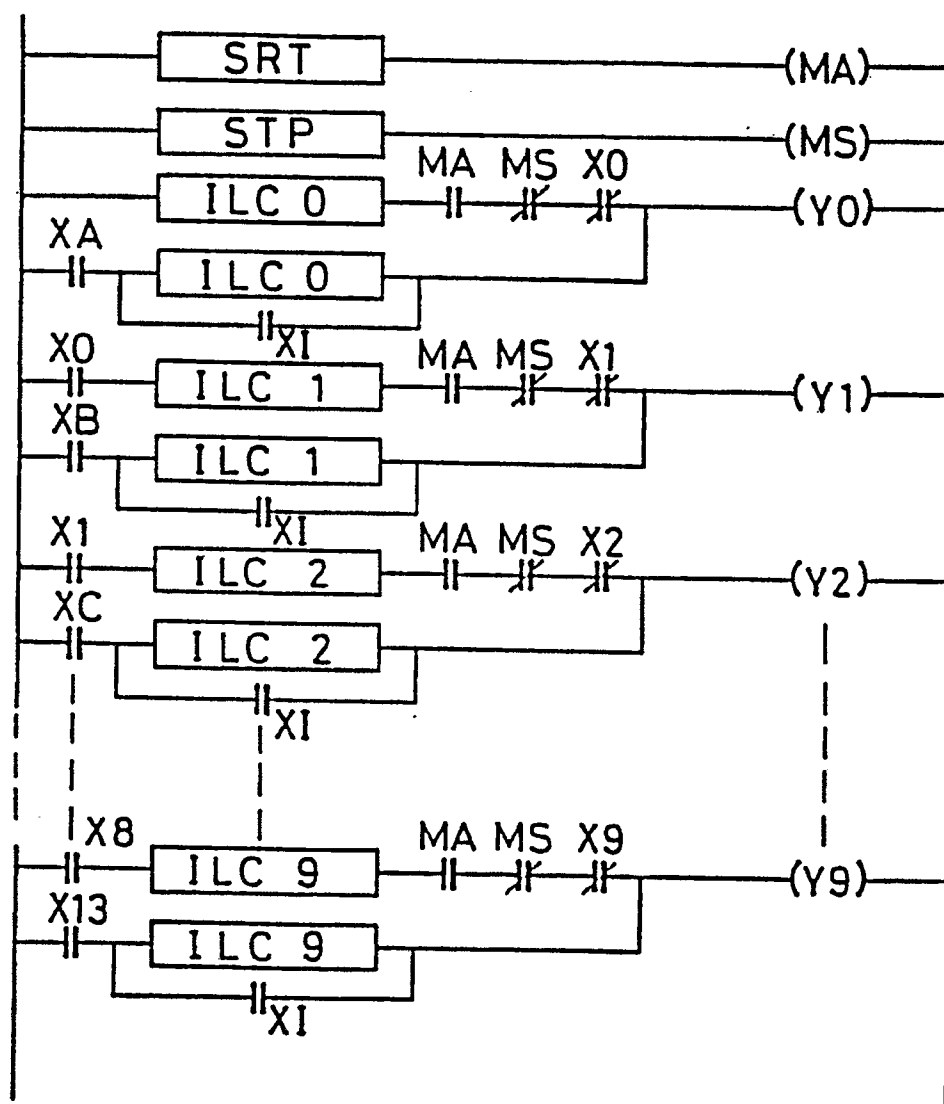 SRT (MA)
STP (MS)
MA MS X0
ILC 0 (Y0)
XA
ILC 0
XI
X0 MA MS X1
ILC 1 (Y1)
XB
ILC 1
XI
X1 MA MS X2
ILC 2 (Y2)
XC
ILC 2
XI
X8 MA MS X9
ILC 9 (Y9)
X13
ILC 9
XI